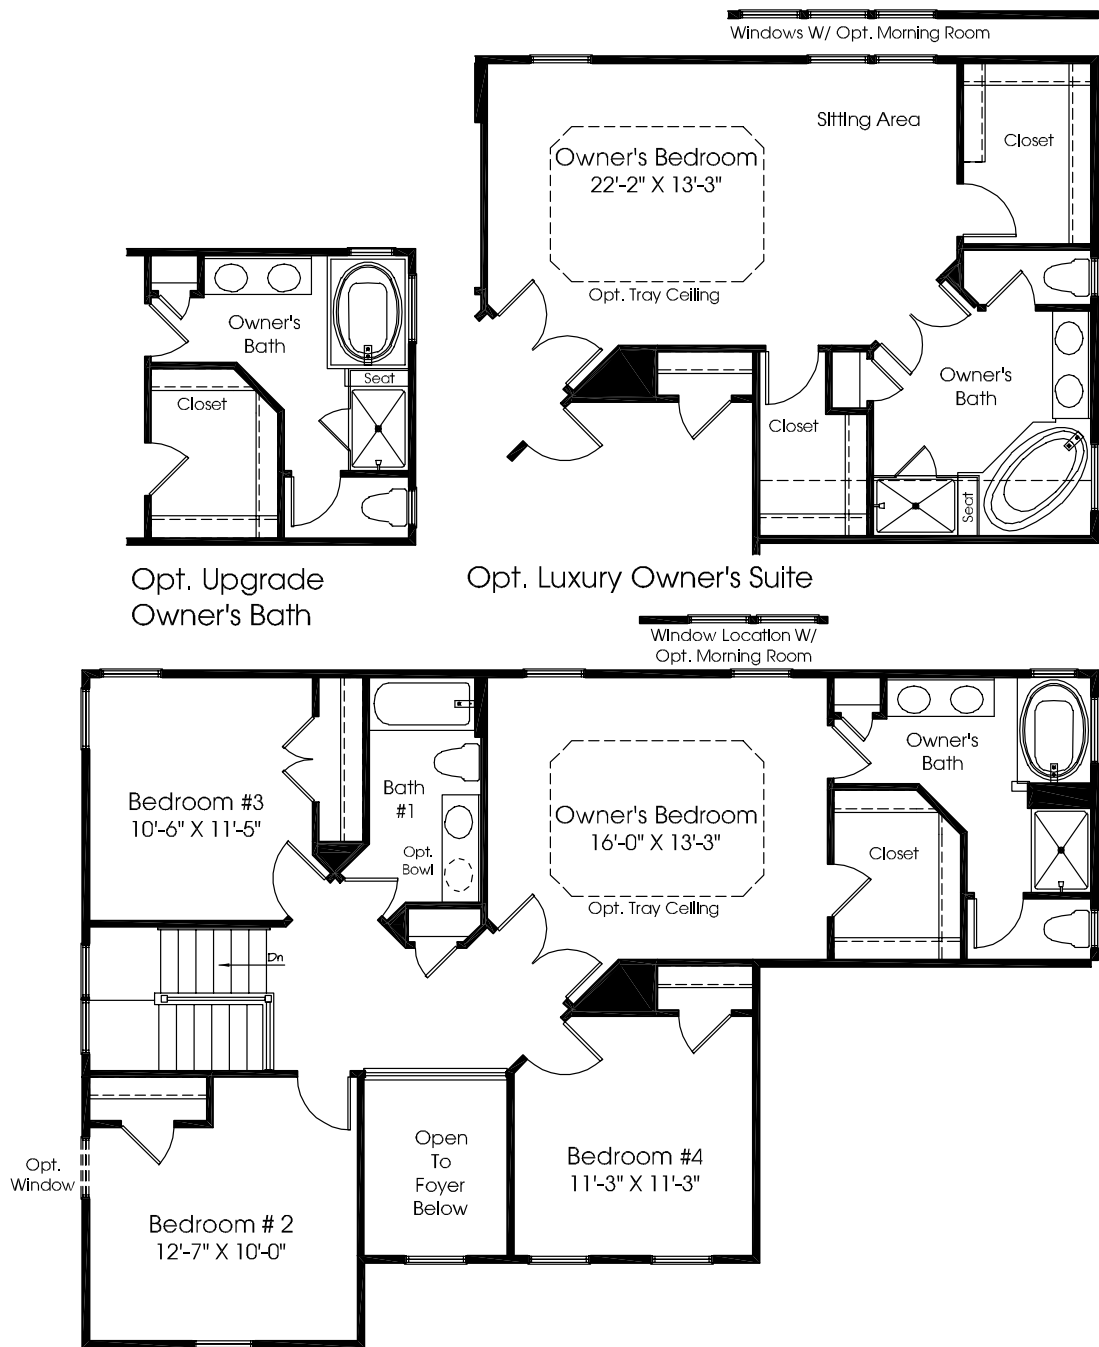 Windows W/ Opt. Morning Room
Sitting Area
Closet
Owner's Bedroom
22'-2" X 13'-3"
Opt. Tray Ceiling
Owner's
Bath
Closet
Seat
Owner's
Bath
Seat
Closet
Opt. Upgrade
Owner's Bath
Opt. Luxury Owner's Suite
Window Location W/
Opt. Morning Room
Bedroom #3
10'-6" X 11'-5"
Bath
#1
Opt.
Bowl
Owner's Bedroom
16'-0" X 13'-3"
Opt. Tray Ceiling
Owner's
Bath
Closet
Dn
Opt.
Window
Bedroom # 2
12'-7" X 10'-0"
Open
To
Foyer
Below
Bedroom #4
11'-3" X 11'-3"